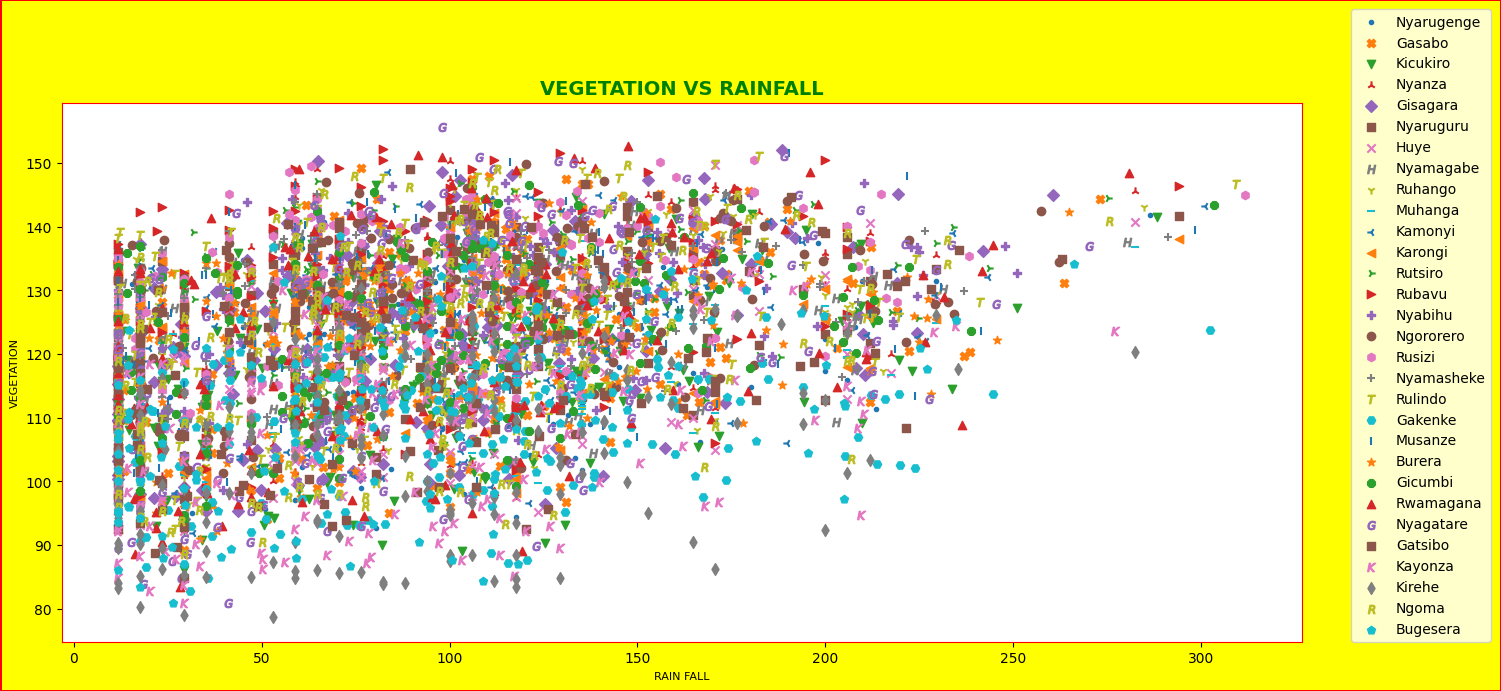 VEGETATION VS RAINFALL
VEGETATION
150
140
130
120
110
100
90
80
0 50 100 150 200 250 300
RAIN FALL
Nyarugenge
Gasabo
Kicukiro
Nyanza
Gisagara
Nyaruguru
Huye
Nyamagabe
Ruhango
Muhanga
Kamonyi
Karongi
Rutsiro
Rubavu
Nyabihu
Ngororero
Rusizi
Nyamasheke
Rulindo
Gakenke
Musanze
Burera
Gicumbi
Rwamagana
Nyagatare
Gatsibo
Kayonza
Kirehe
Ngoma
Bugesera